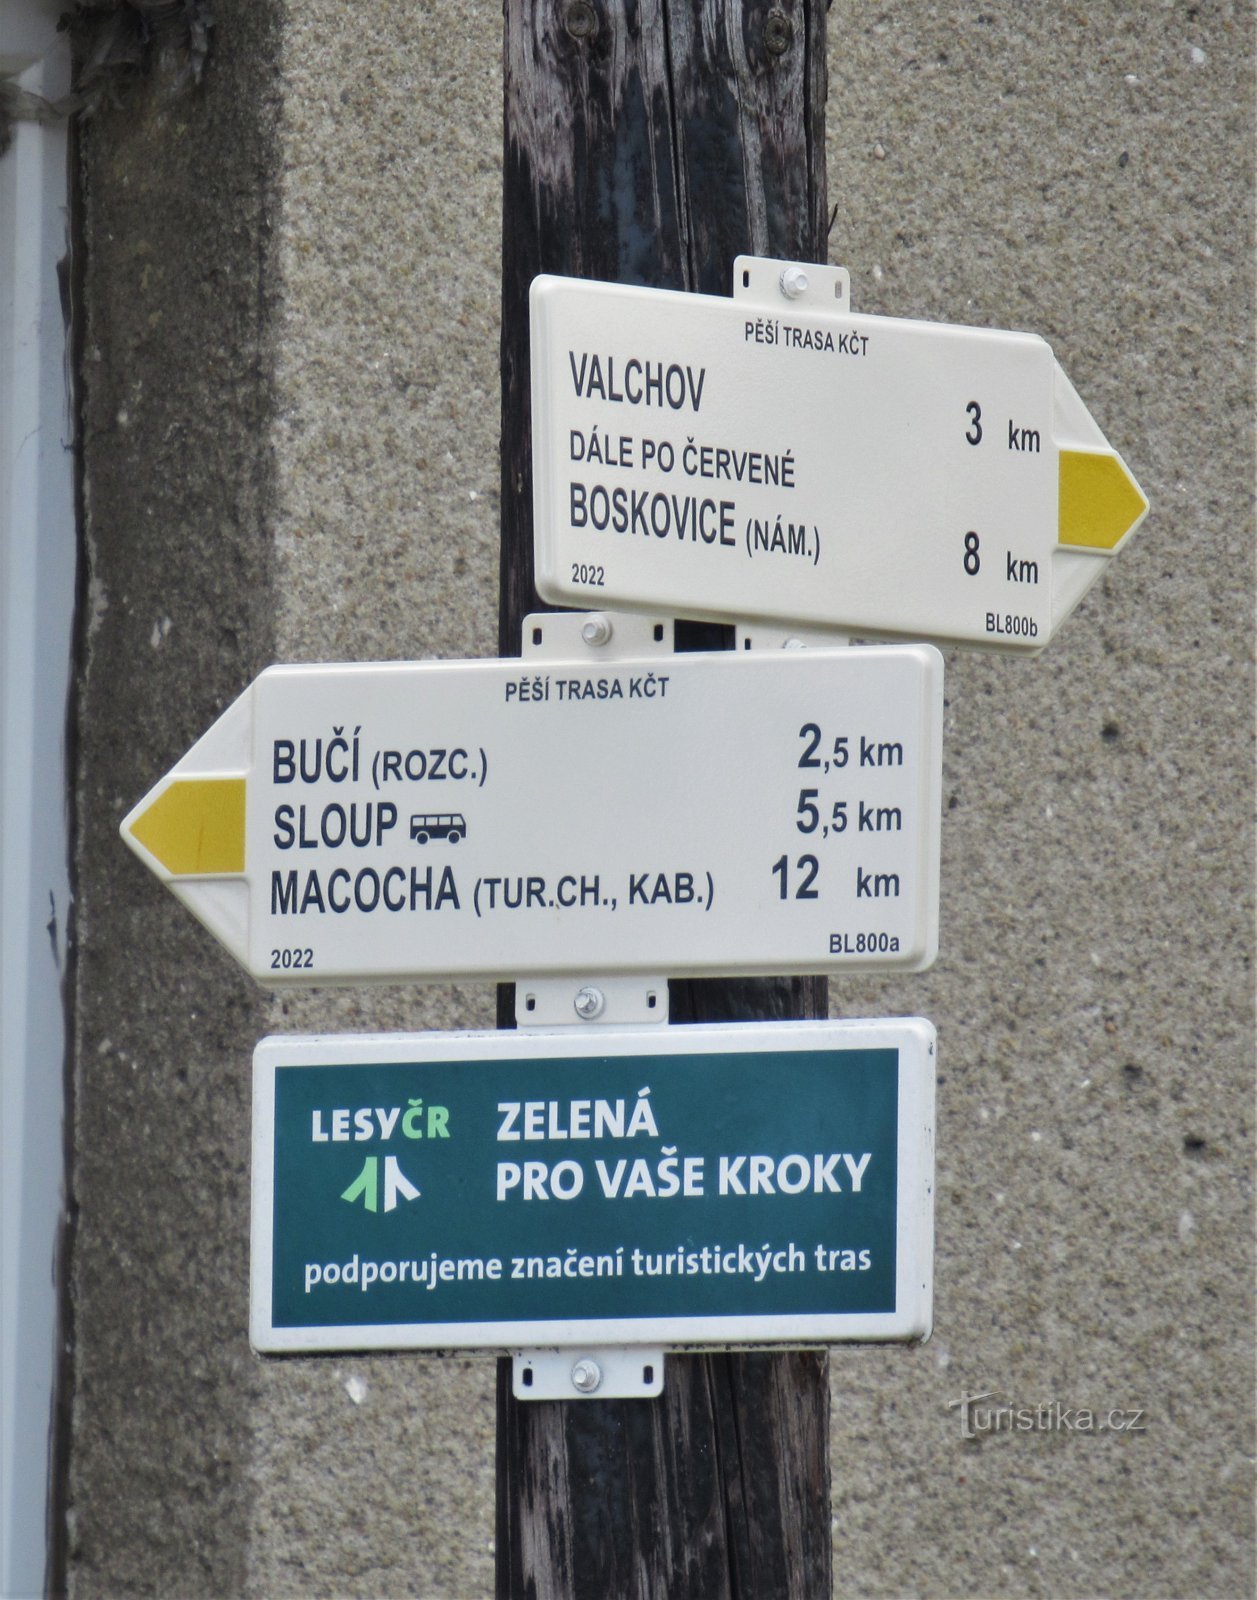 PĚŠÍ TRASA KČT
VALCHOV 3 km
DÁLE PO ČERVENÉ
BOSKOVICE (NÁM.) 8 km
2022 BL800b
PĚŠÍ TRASA KČT
BUČÍ (ROZC.) 2,5 km
SLOUP 5,5 km
MACOCHA (TUR.CH., KAB.) 12 km
2022 BL800a
LESYČR ZELENÁ
PRO VAŠE KROKY
podporujeme značení turistických tras
Turistika.cz